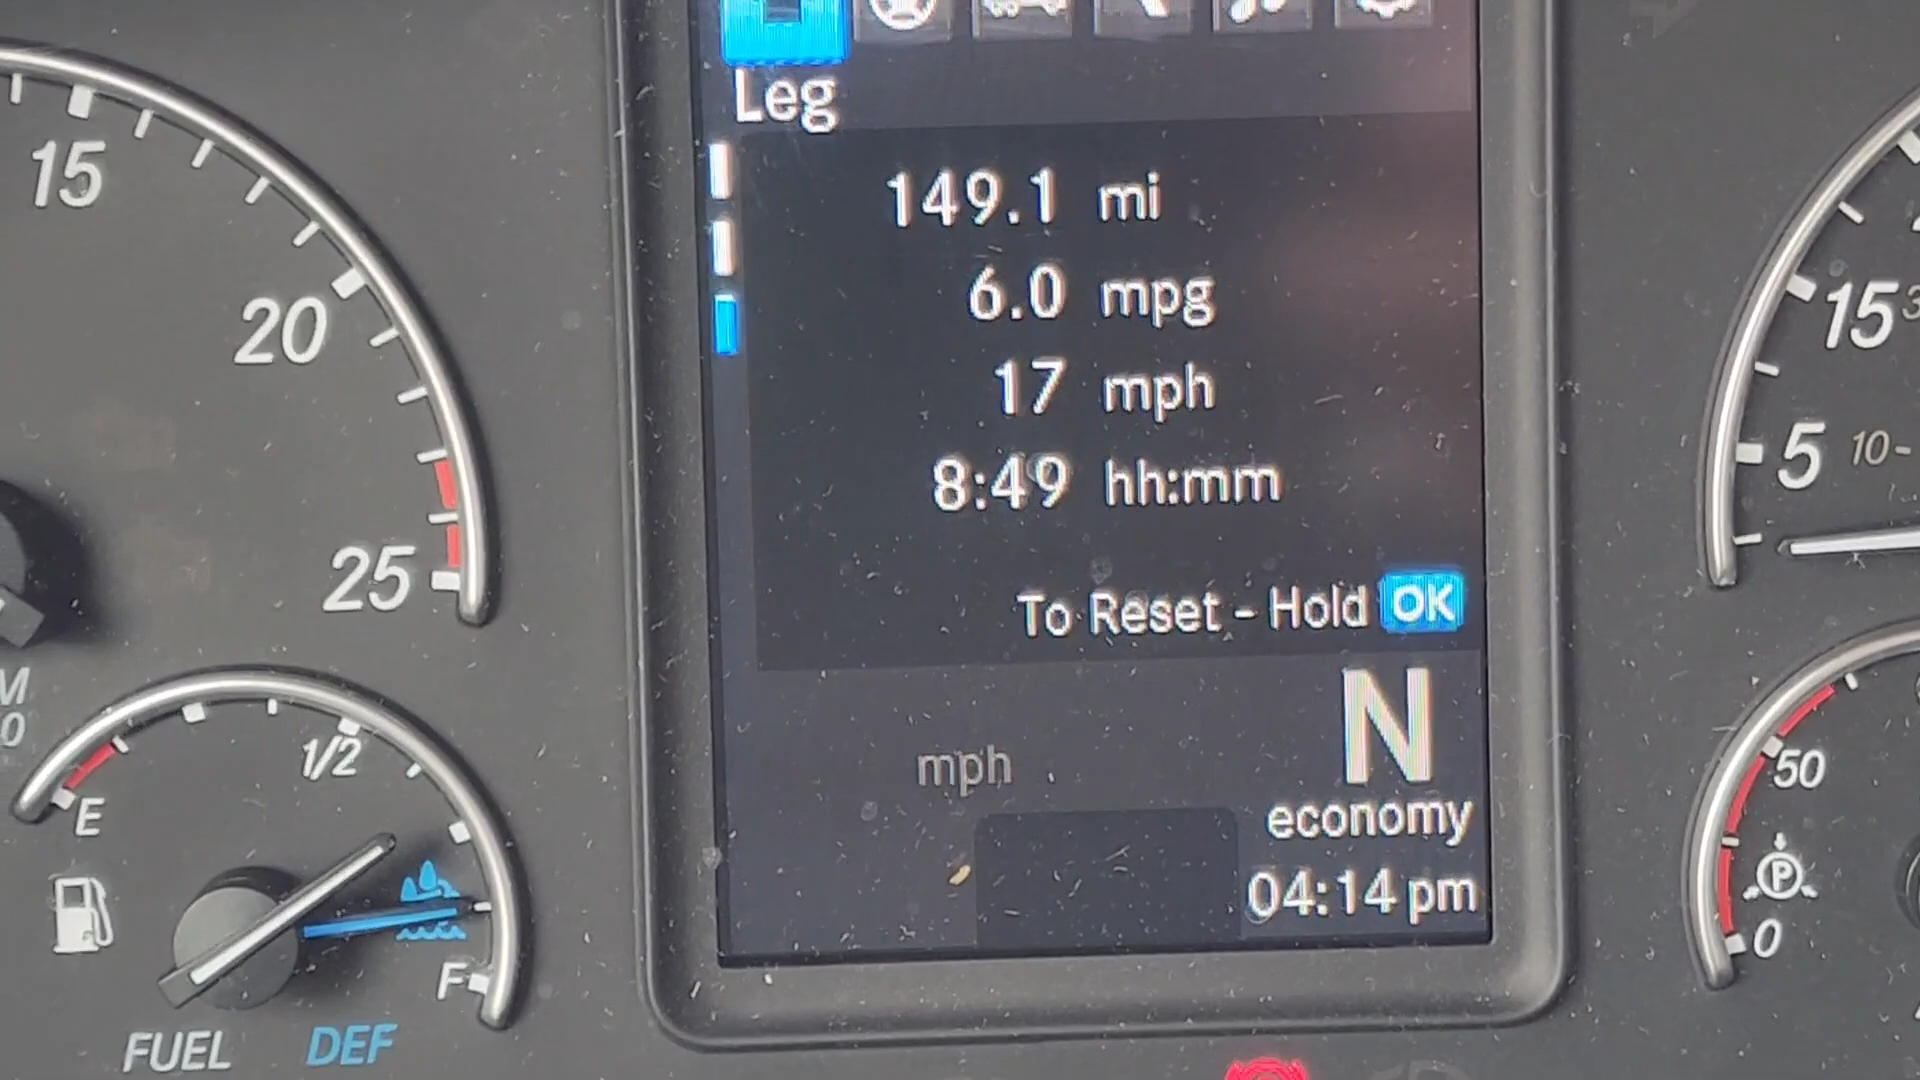 Leg
149.1 mi
6.0 mpg
17 mph
8:49 hh:mm
To Reset - Hold OK
N
mph
economy
04:14 pm
15
20
25
1/2
E
F
FUEL DEF
15
5 10-
50
P
0